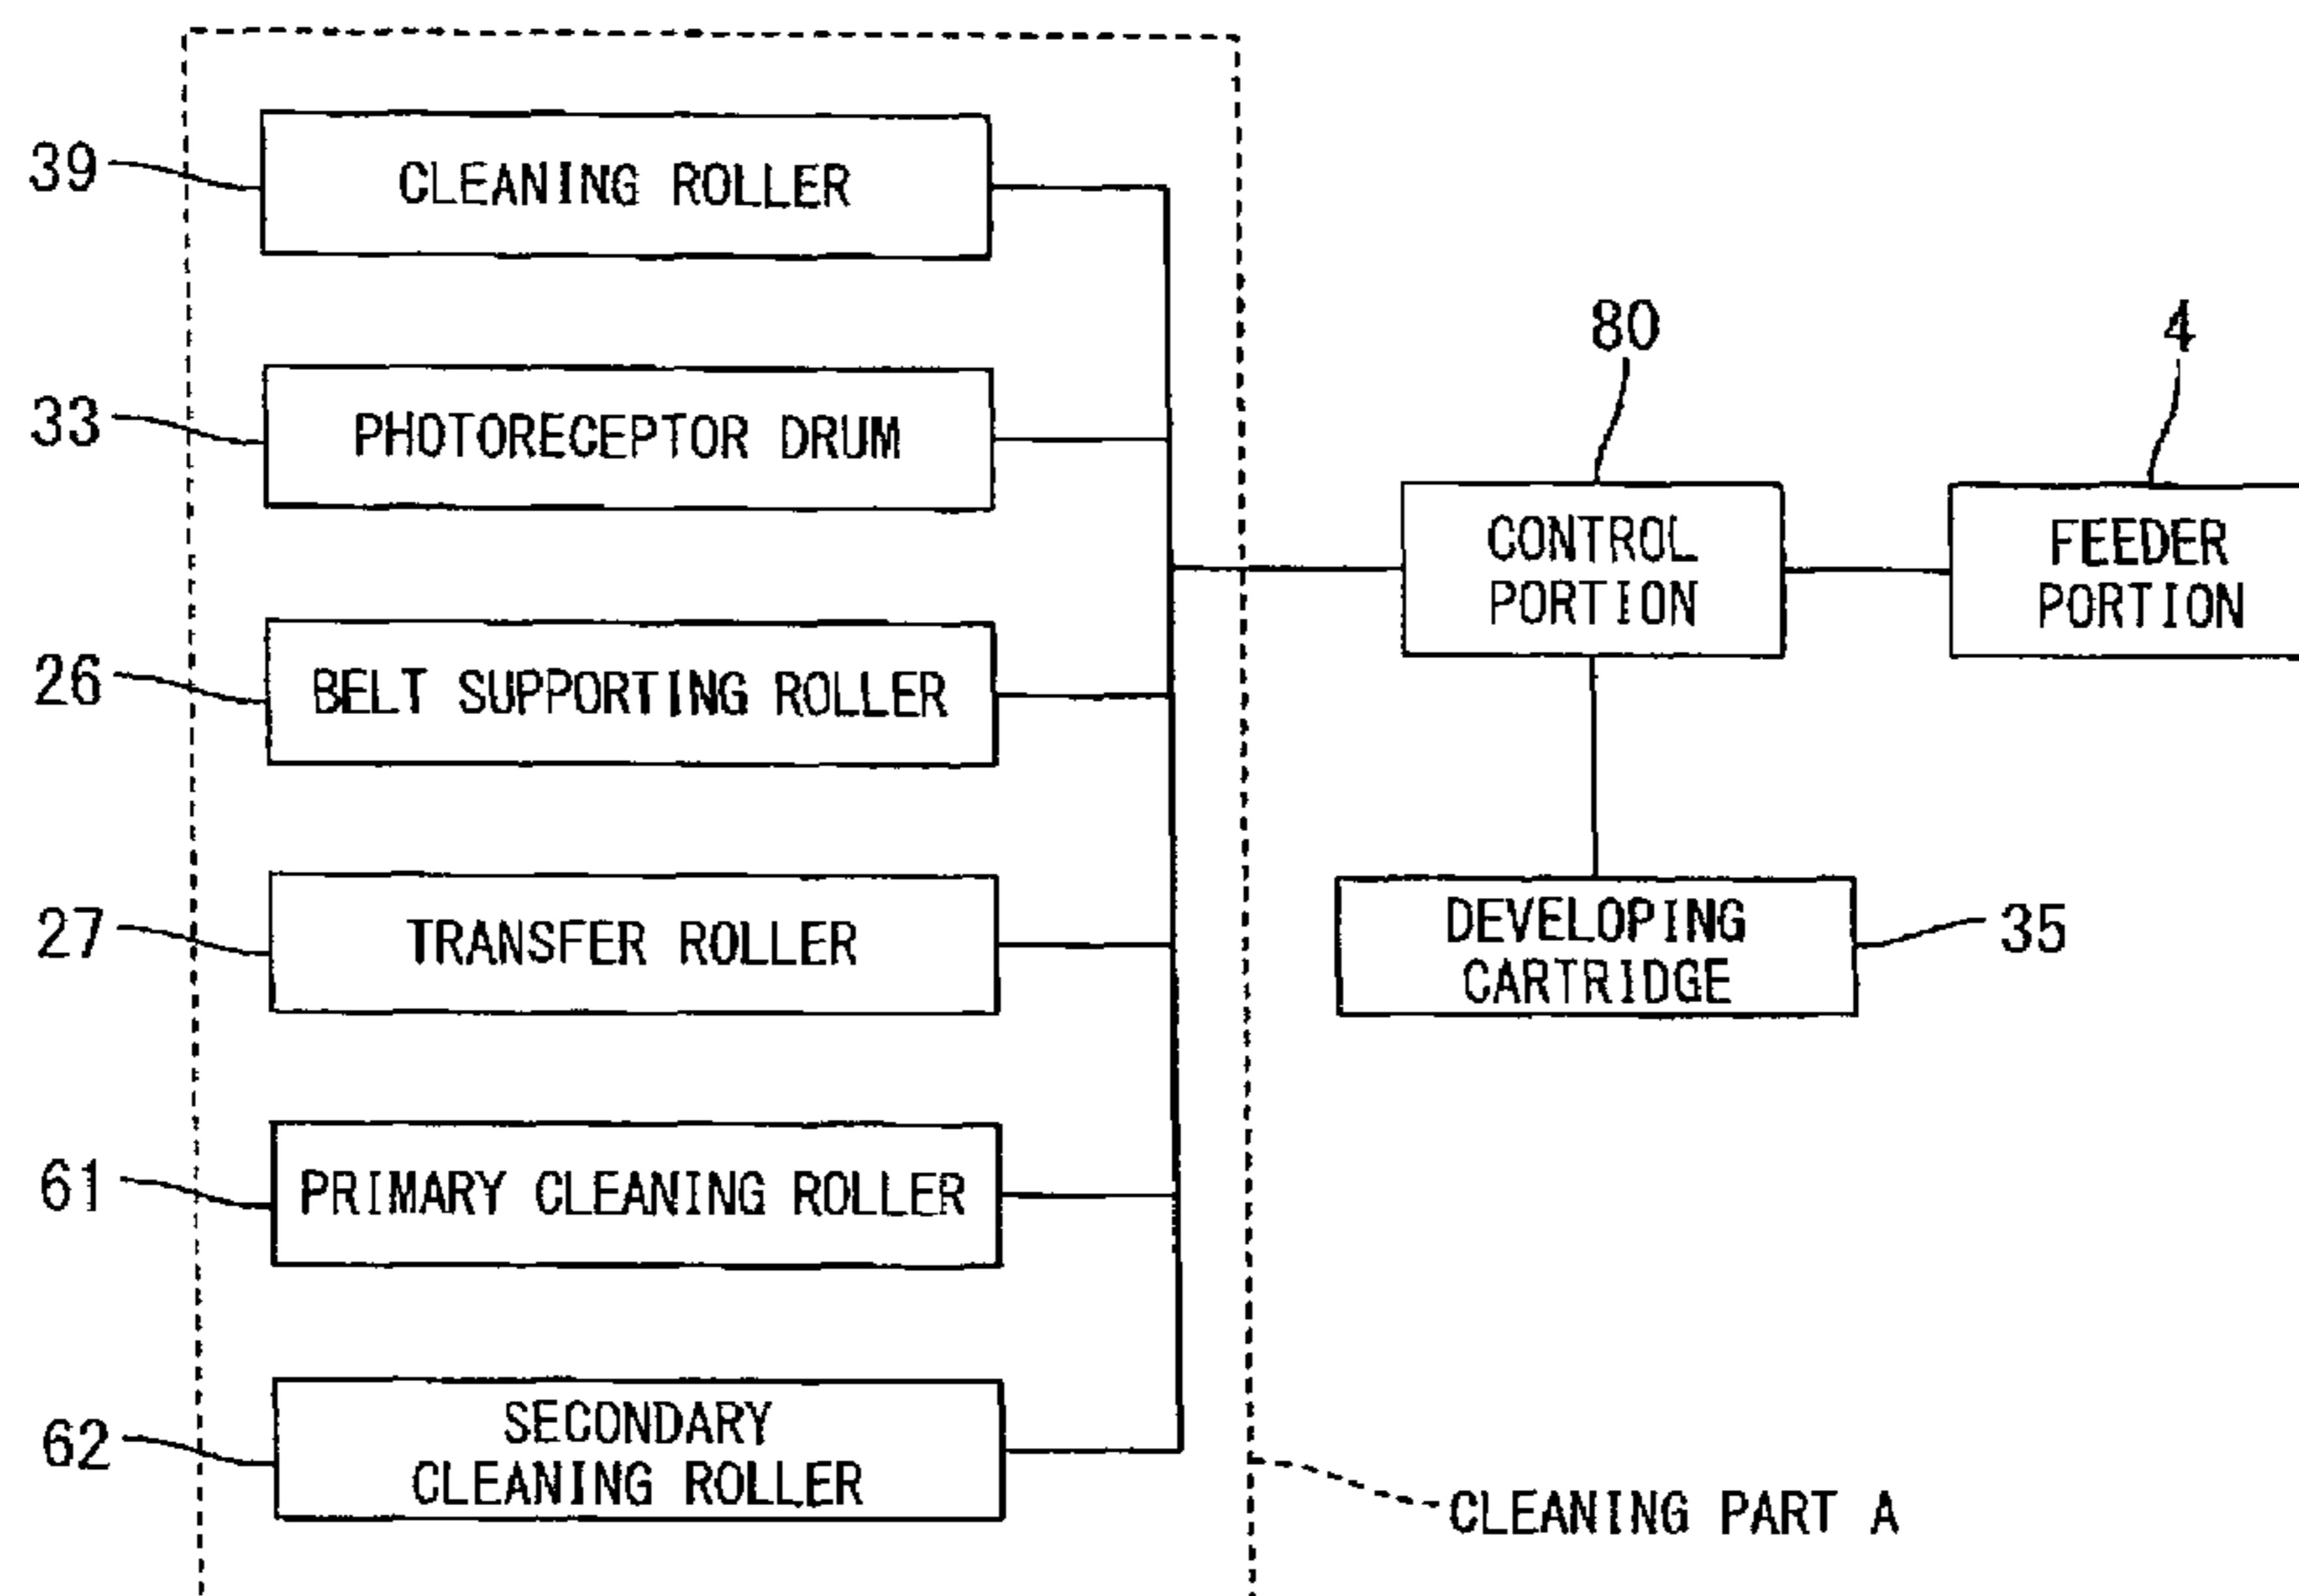 39
CLEANING ROLLER
33
PHOTORECEPTOR DRUM
26
BELT SUPPORTING ROLLER
27
TRANSFER ROLLER
61
PRIMARY CLEANING ROLLER
62
SECONDARY
CLEANING ROLLER
80
CONTROL
PORTION
4
FEEDER
PORTION
DEVELOPING
CARTRIDGE
35
CLEANING PART A